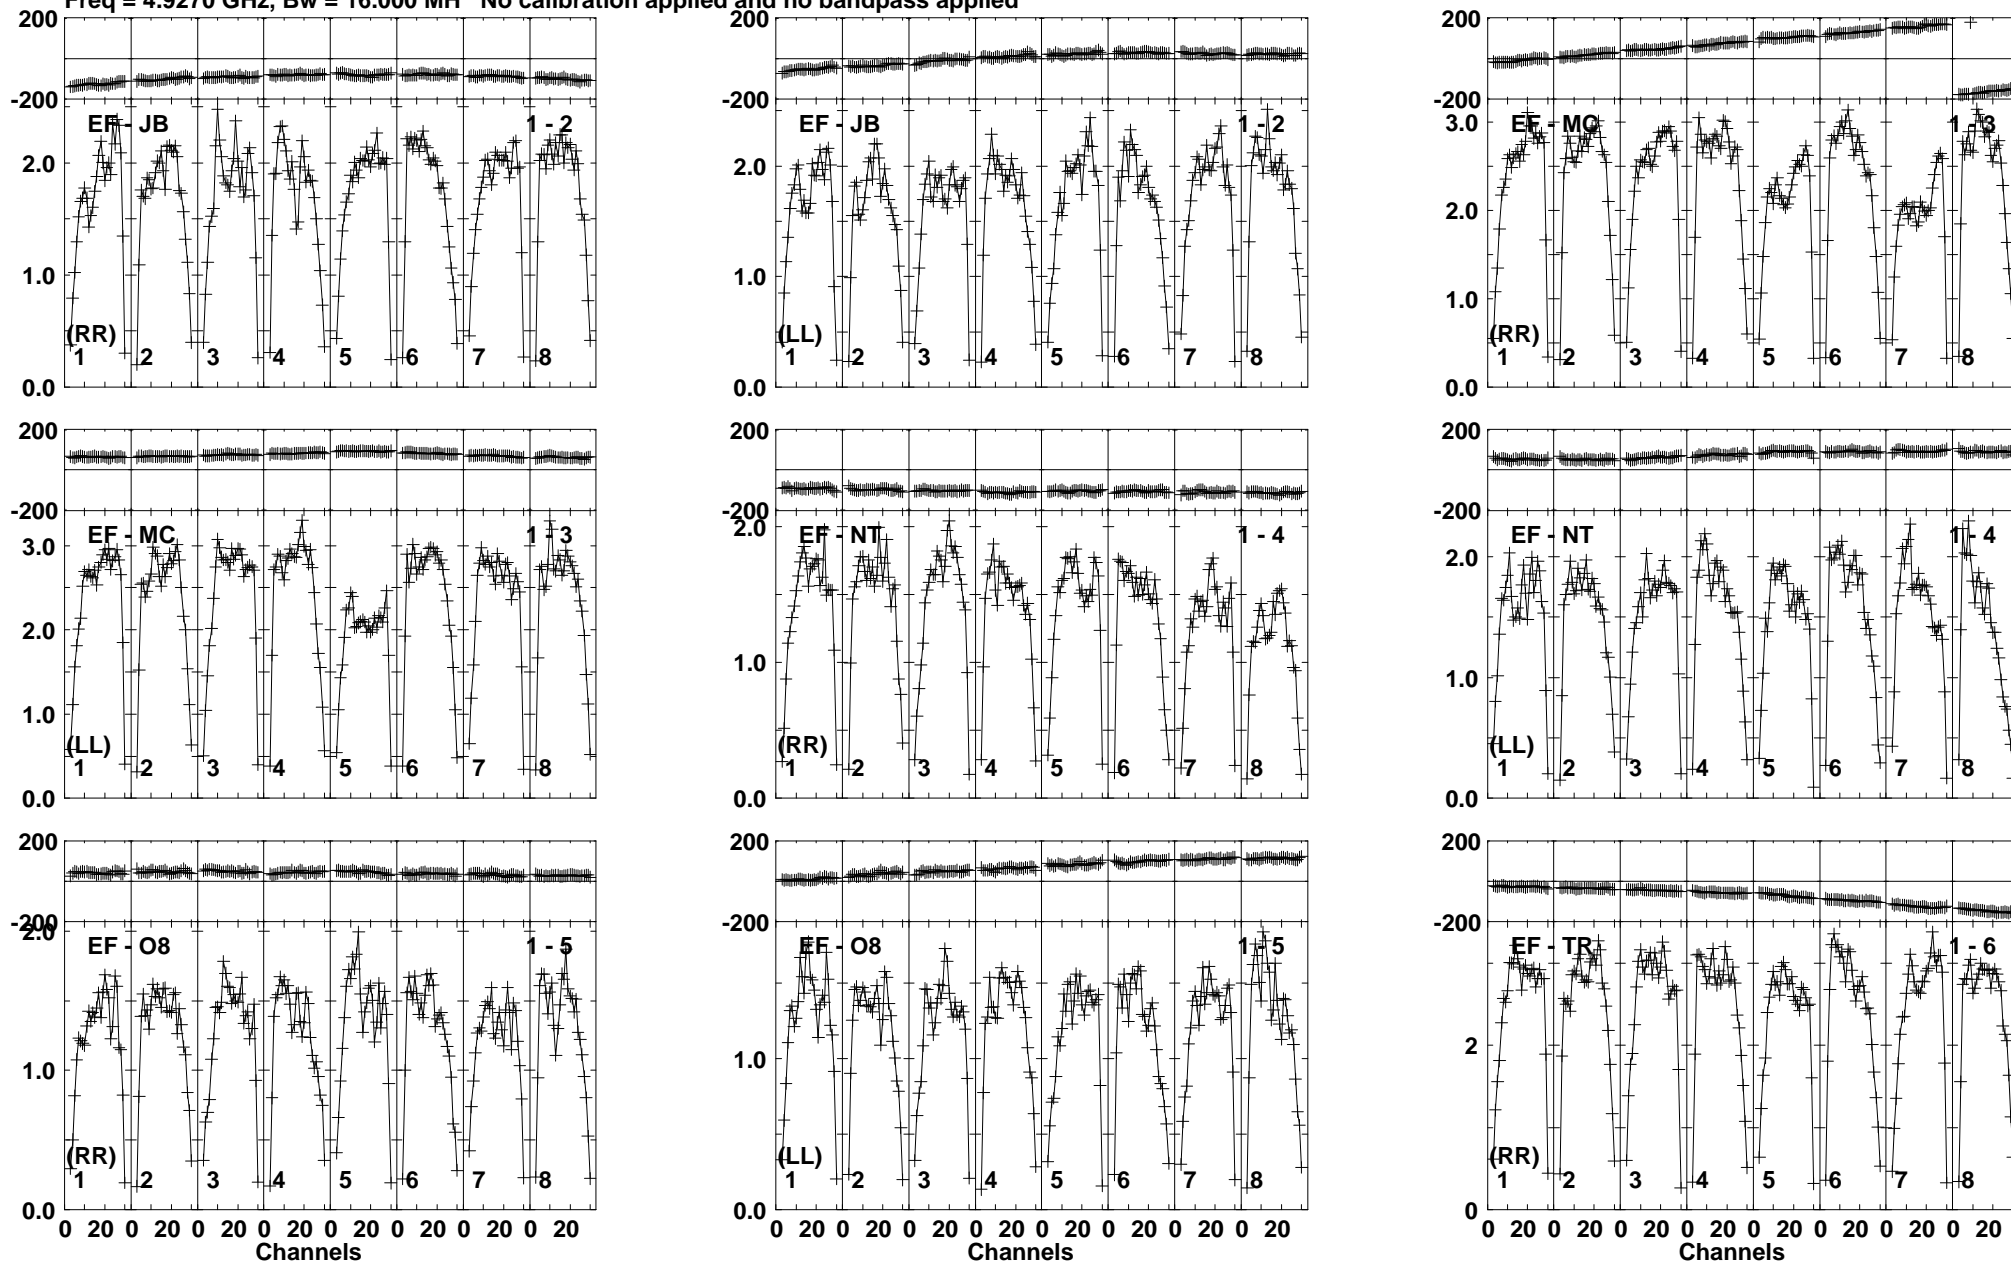 Freq = 4.9270 GHz, Bw = 16.000 MH No calibration applied and no bandpass applied
200 200 200
-200 -200 -200
EF - JB 1 - 2 EF - JB 1 - 2 3.0 EF - MC 1 - 3
2.0 2.0 2.0
1.0 1.0 1.0
(RR) (LL) (RR)
1 2 3 4 5 6 7 8 1 2 3 4 5 6 7 8 1 2 3 4 5 6 7 8
0.0 0.0 0.0
200 200 200
-200 -200 -200
EF - MC 1 - 3 2.0 EF - NT 1 - 4 EF - NT 1 - 4
3.0 2.0
2.0 1.0
1.0 1.0
(LL) (RR) (LL)
1 2 3 4 5 6 7 8 1 2 3 4 5 6 7 8 1 2 3 4 5 6 7 8
0.0 0.0 0.0
200 200 200
-200 -200 -200
2.0 EF - O8 1 - 5 EF - O8 1 - 5 EF - TR 1 - 6
1.0 1.0 2
(RR) (LL) (RR)
1 2 3 4 5 6 7 8 1 2 3 4 5 6 7 8 1 2 3 4 5 6 7 8
0.0 0.0 0
0 20 0 20 0 20 0 20 0 20 0 20 0 20 0 20 0 20 0 20 0 20 0 20 0 20 0 20 0 20 0 20 0 20 0 20 0 20 0 20 0 20 0 20 0 20 0 20
Channels Channels